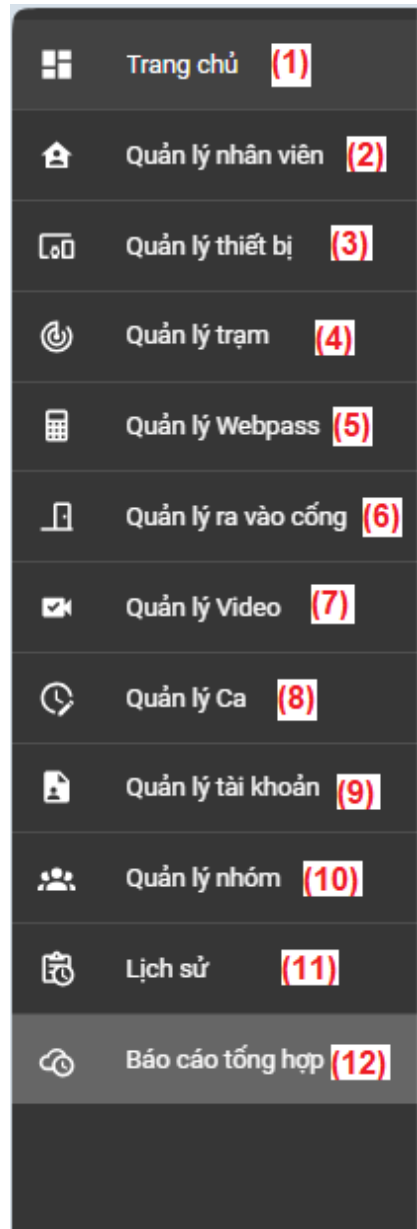 Trang chủ (1)
Quản lý nhân viên (2)
Quản lý thiết bị (3)
Quản lý trạm (4)
Quản lý Webpass (5)
Quản lý ra vào cổng (6)
Quản lý Video (7)
Quản lý Ca (8)
Quản lý tài khoản (9)
Quản lý nhóm (10)
Lịch sử (11)
Báo cáo tổng hợp (12)